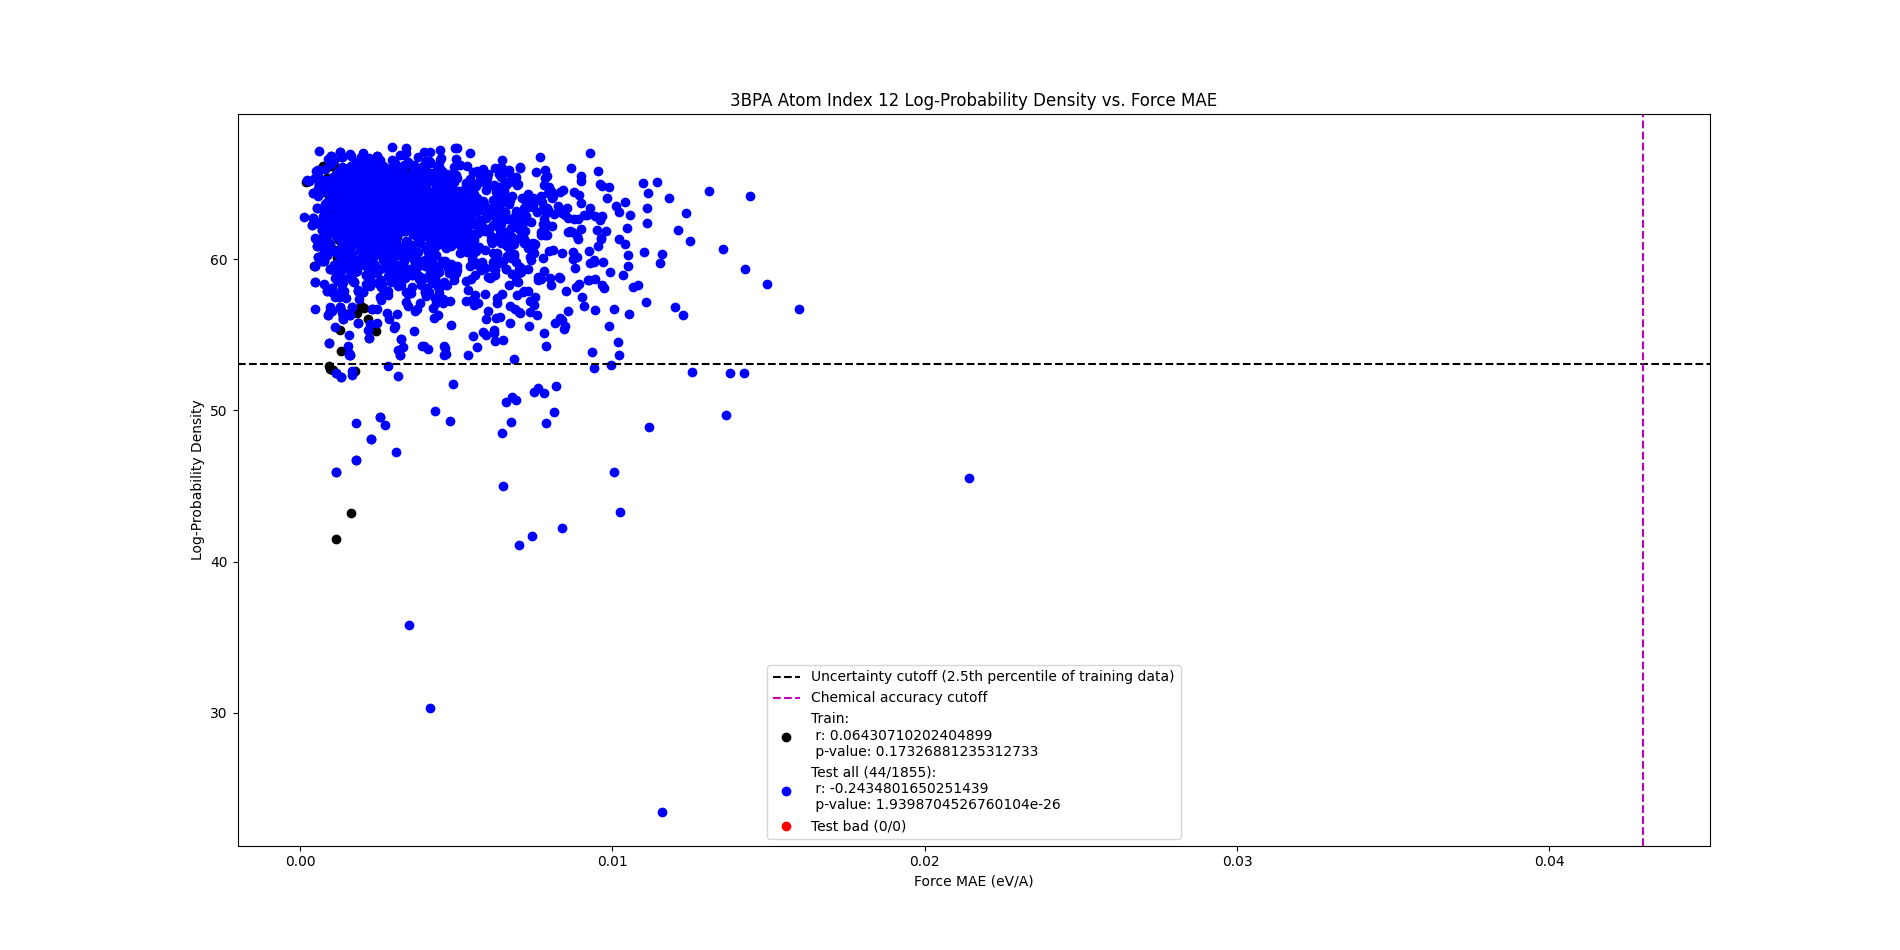 3BPA Atom Index 12 Log-Probability Density vs. Force MAE
Log-Probability Density
60
50
40
30
Uncertainty cutoff (2.5th percentile of training data)
Chemical accuracy cutoff
Train:
r: 0.06430710202404899
p-value: 0.17326881235312733
Test all (44/1855):
r: -0.2434801650251439
p-value: 1.9398704526760104e-26
Test bad (0/0)
0.00 0.01 0.02 0.03 0.04
Force MAE (eV/A)